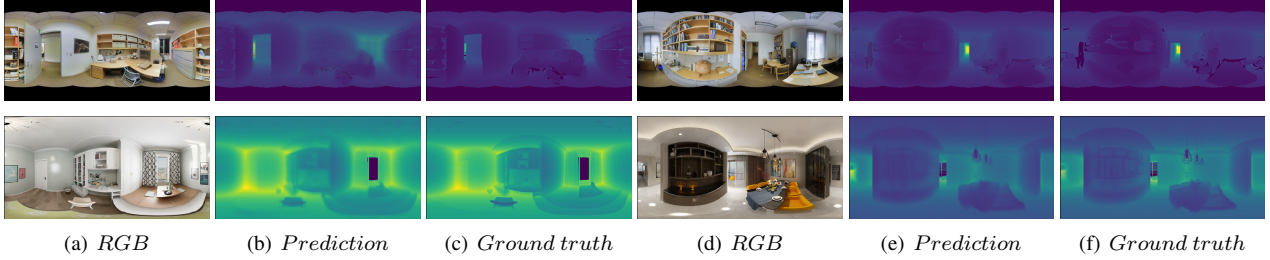 (a) RGB
(b) Prediction
(c) Ground truth
(d) RGB
(e) Prediction
(f) Ground truth